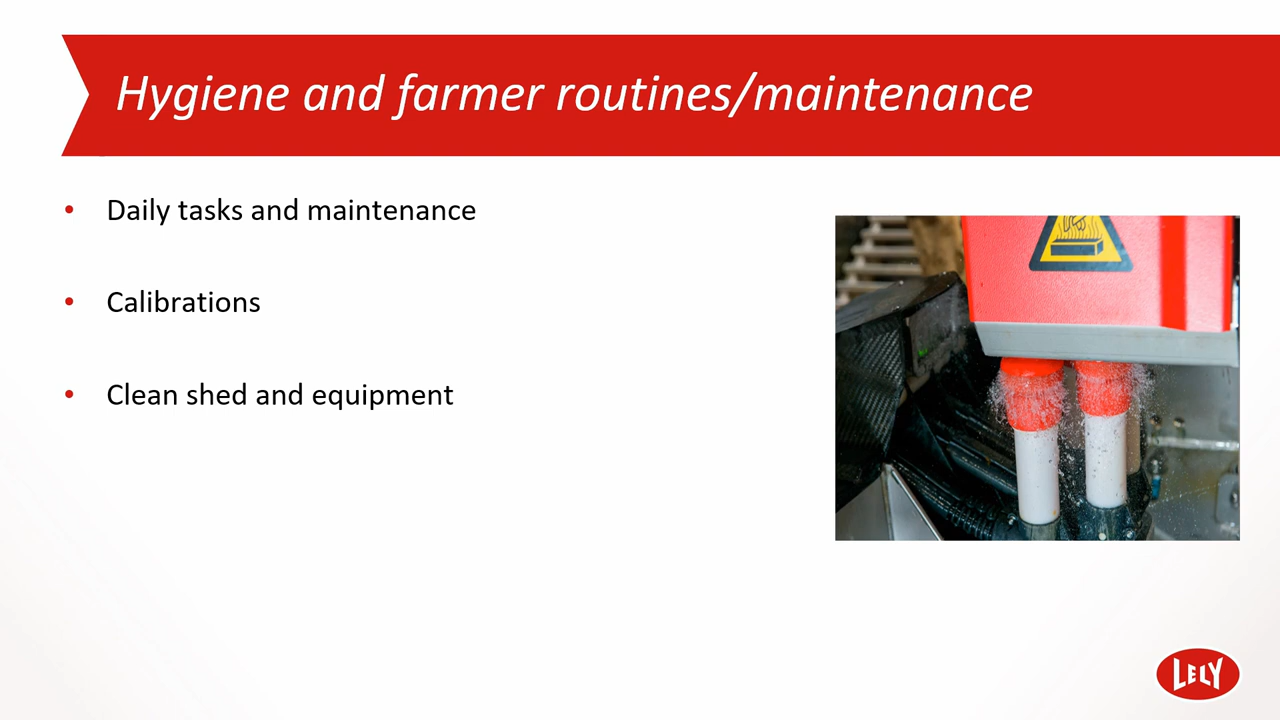 Hygiene and farmer routines/maintenance
• Daily tasks and maintenance
• Calibrations
• Clean shed and equipment
LELY